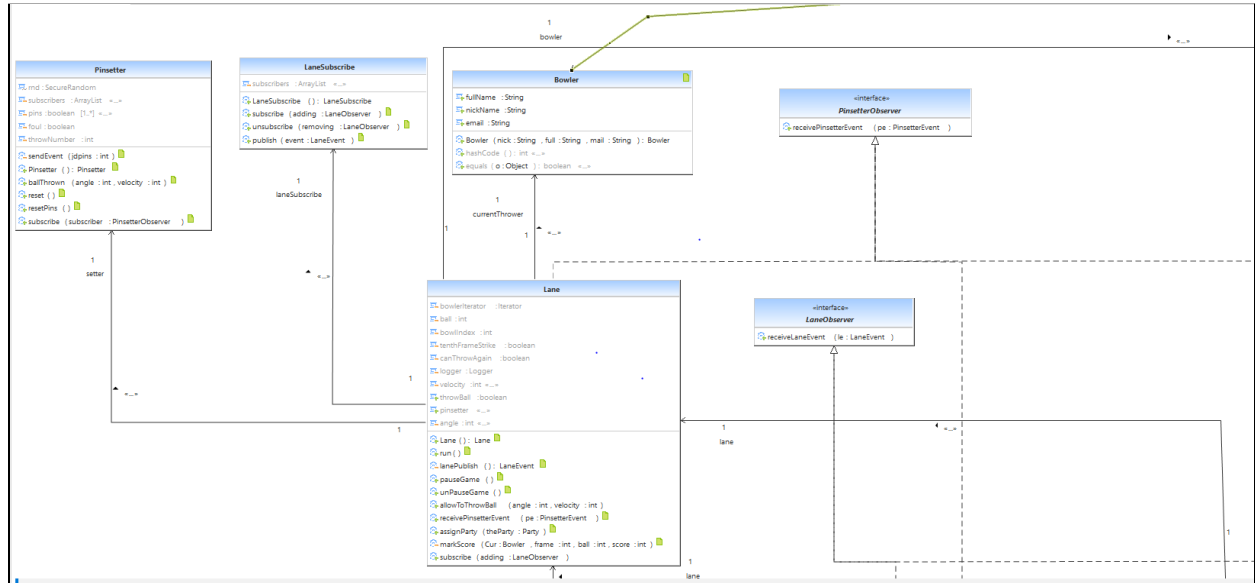 1
bowler
«...»
Pinsetter
rnd : SecureRandom
subscribers : ArrayList «...»
pins : boolean [1..*] «...»
foul : boolean
throwNumber : int
sendEvent (jdpins : int)
Pinsetter ( ) : Pinsetter
ballThrown (angle : int , velocity : int)
reset ( )
resetPins ( )
subscribe (subscriber : PinsetterObserver )
LaneSubscribe
subscribers : ArrayList «...»
LaneSubscribe ( ) : LaneSubscribe
subscribe (adding : LaneObserver )
unsubscribe (removing : LaneObserver )
publish (event : LaneEvent )
Bowler
fullName : String
nickName : String
email : String
Bowler (nick : String , full : String , mail : String ) : Bowler
hashCode ( ) : int «...»
equals (o : Object ) : boolean «...»
«interface»
PinsetterObserver
receivePinsetterEvent (pe : PinsetterEvent )
1
laneSubscribe
1
currentThrower
1
1
«...»
1
setter
«...»
«...»
Lane
bowlerIterator : Iterator
ball : int
bowlIndex : int
tenthFrameStrike : boolean
canThrowAgain : boolean
logger : Logger
velocity : int «...»
throwBall : boolean
pinsetter «...»
angle : int «...»
Lane ( ) : Lane
run ( )
lanePublish ( ) : LaneEvent
pauseGame ( )
unPauseGame ( )
allowToThrowBall (angle : int , velocity : int)
receivePinsetterEvent (pe : PinsetterEvent )
assignParty (theParty : Party )
markScore (Cur : Bowler , frame : int , ball : int , score : int )
subscribe (adding : LaneObserver )
«interface»
LaneObserver
receiveLaneEvent (le : LaneEvent )
1
1
1
lane
«...»
1
1
lane